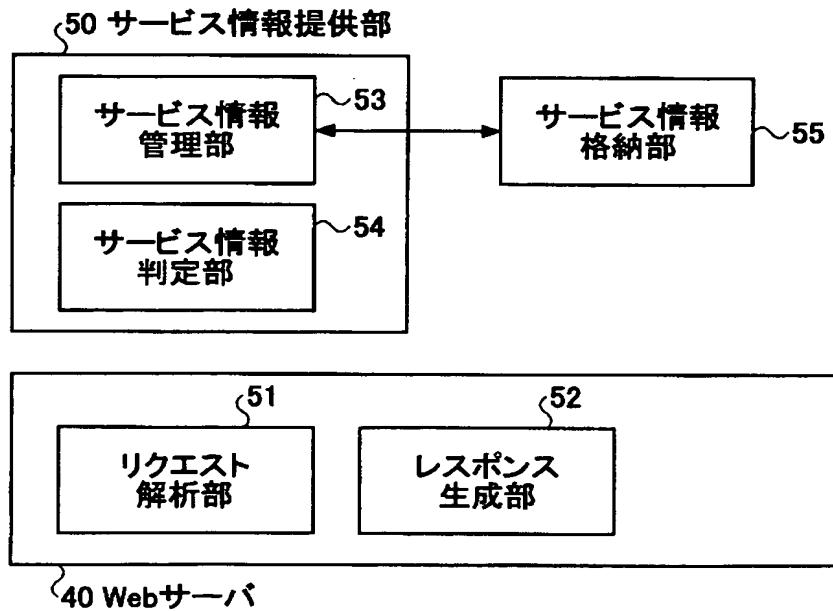 50 サービス情報提供部
サービス情報
管理部
53
サービス情報
格納部
55
サービス情報
判定部
54
51
リクエスト
解析部
52
レスポンス
生成部
40 Webサーバ